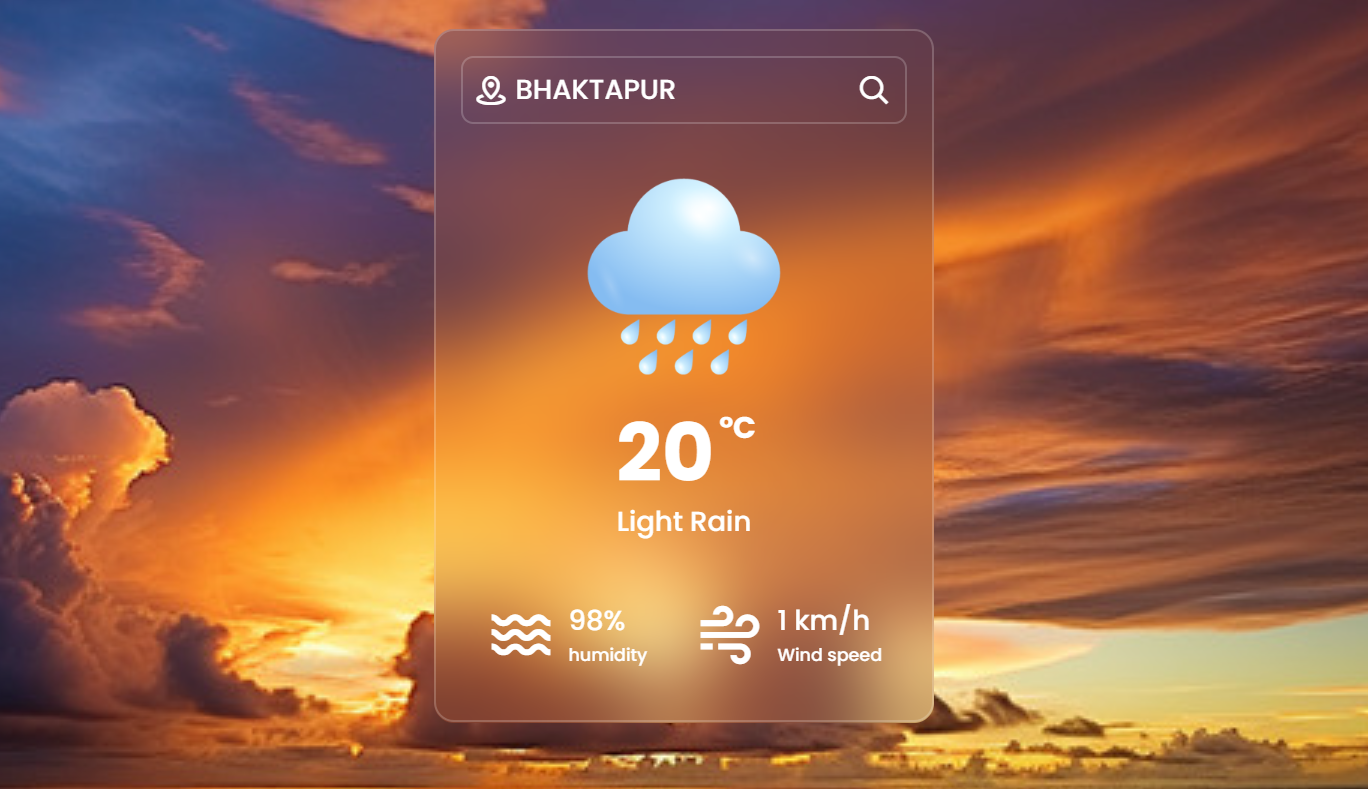 BHAKTAPUR
20 °C
Light Rain
98%
humidity
1 km/h
Wind speed